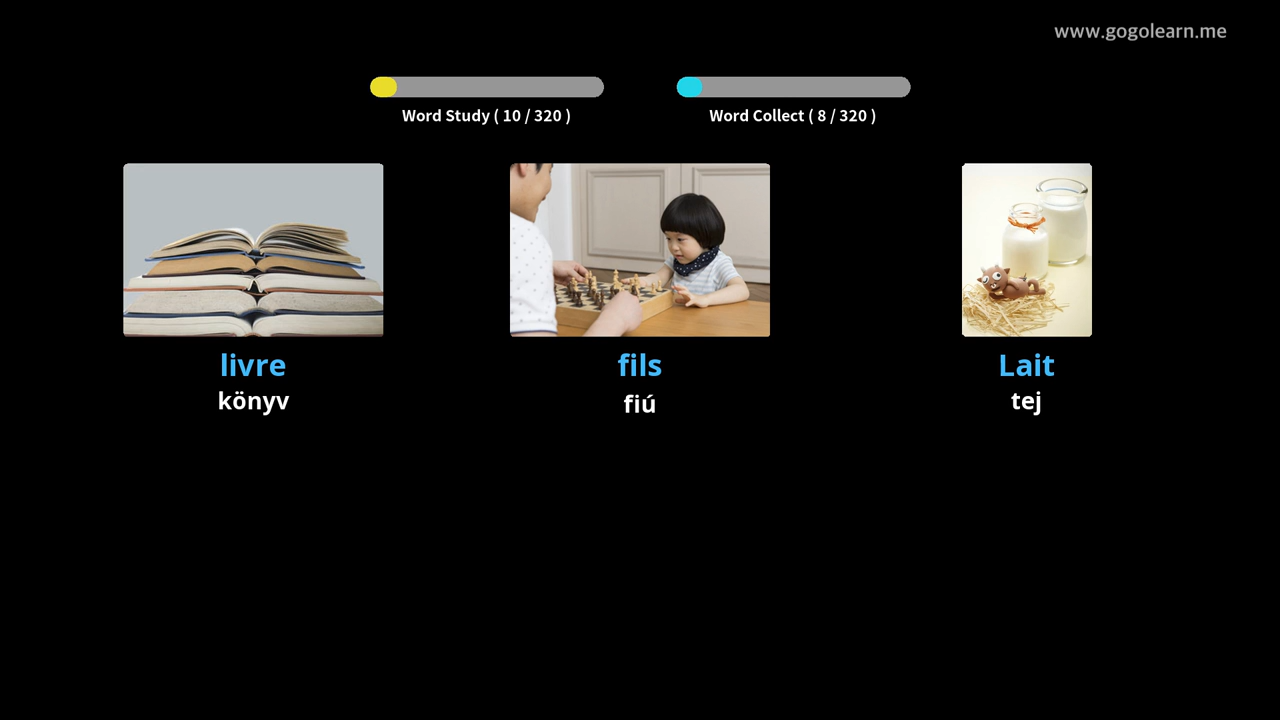 www.gogolearn.me
Word Study ( 10 / 320 )
Word Collect ( 8 / 320 )
livre
könyv
fils
fiú
Lait
tej